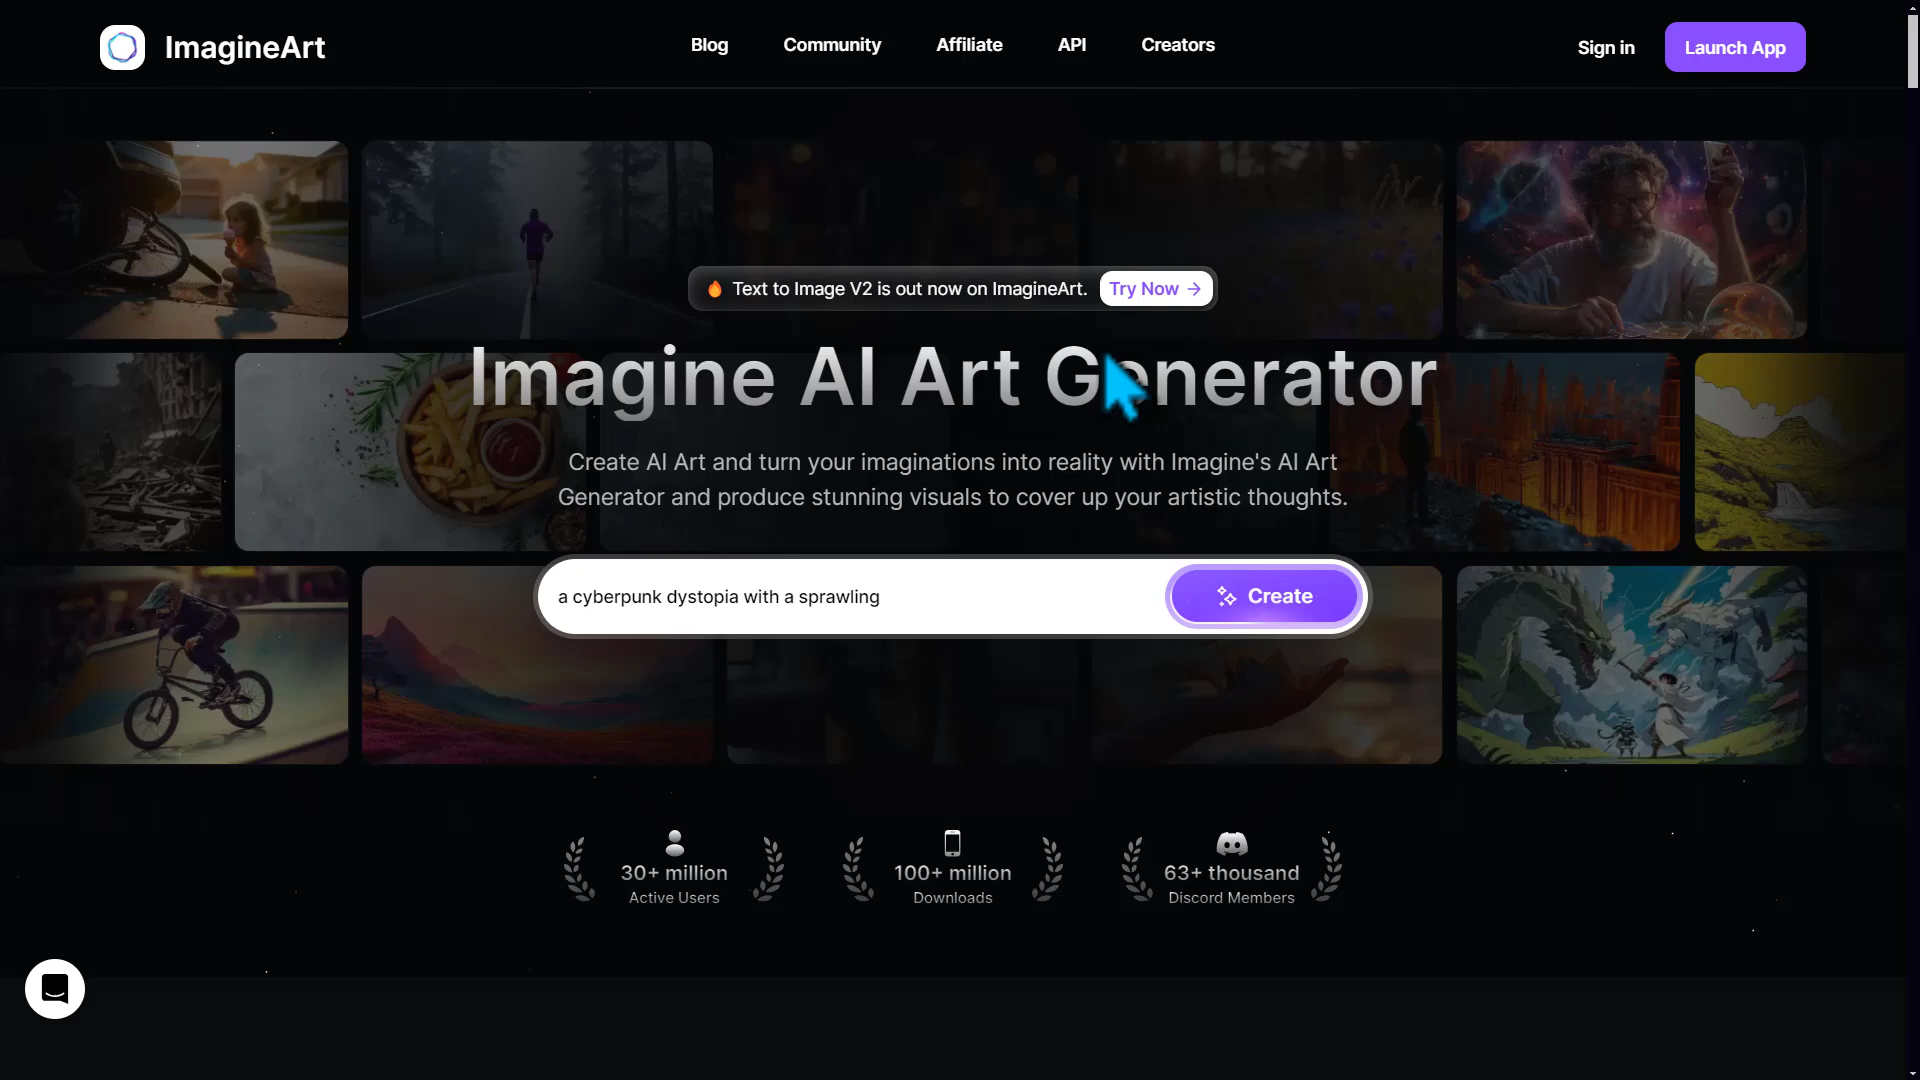 ImagineArt
Blog Community Affiliate API Creators
Sign in Launch App
Text to Image V2 is out now on ImagineArt. Try Now
Imagine AI Art Generator
Create AI Art and turn your imaginations into reality with Imagine's AI Art
Generator and produce stunning visuals to cover up your artistic thoughts.
a cyberpunk dystopia with a sprawling
Create
30+ million
Active Users
100+ million
Downloads
63+ thousand
Discord Members